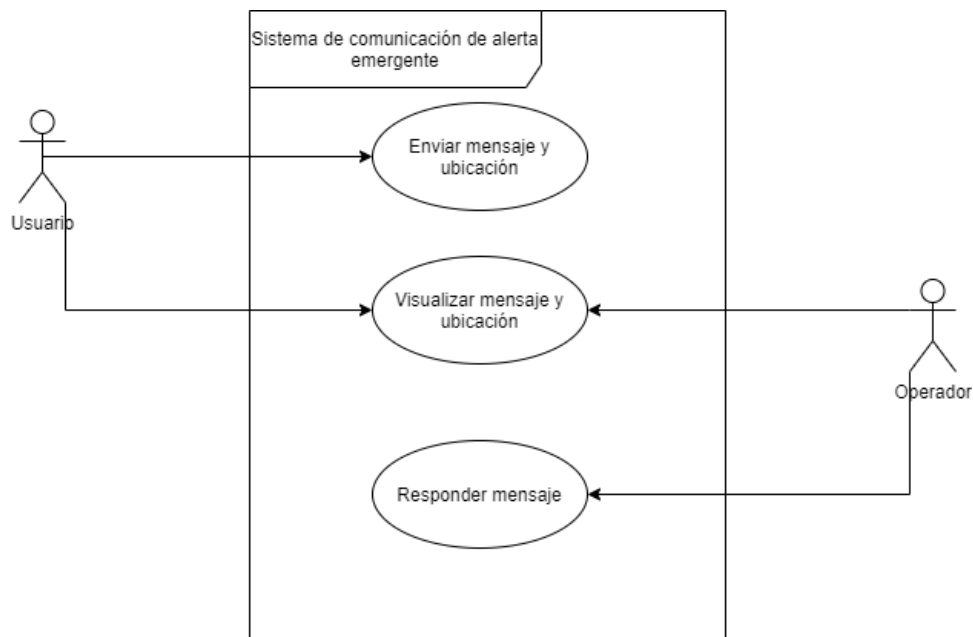 Sistema de comunicación de alerta
emergente
Enviar mensaje y
ubicación
Usuario
Visualizar mensaje y
ubicación
Operador
Responder mensaje